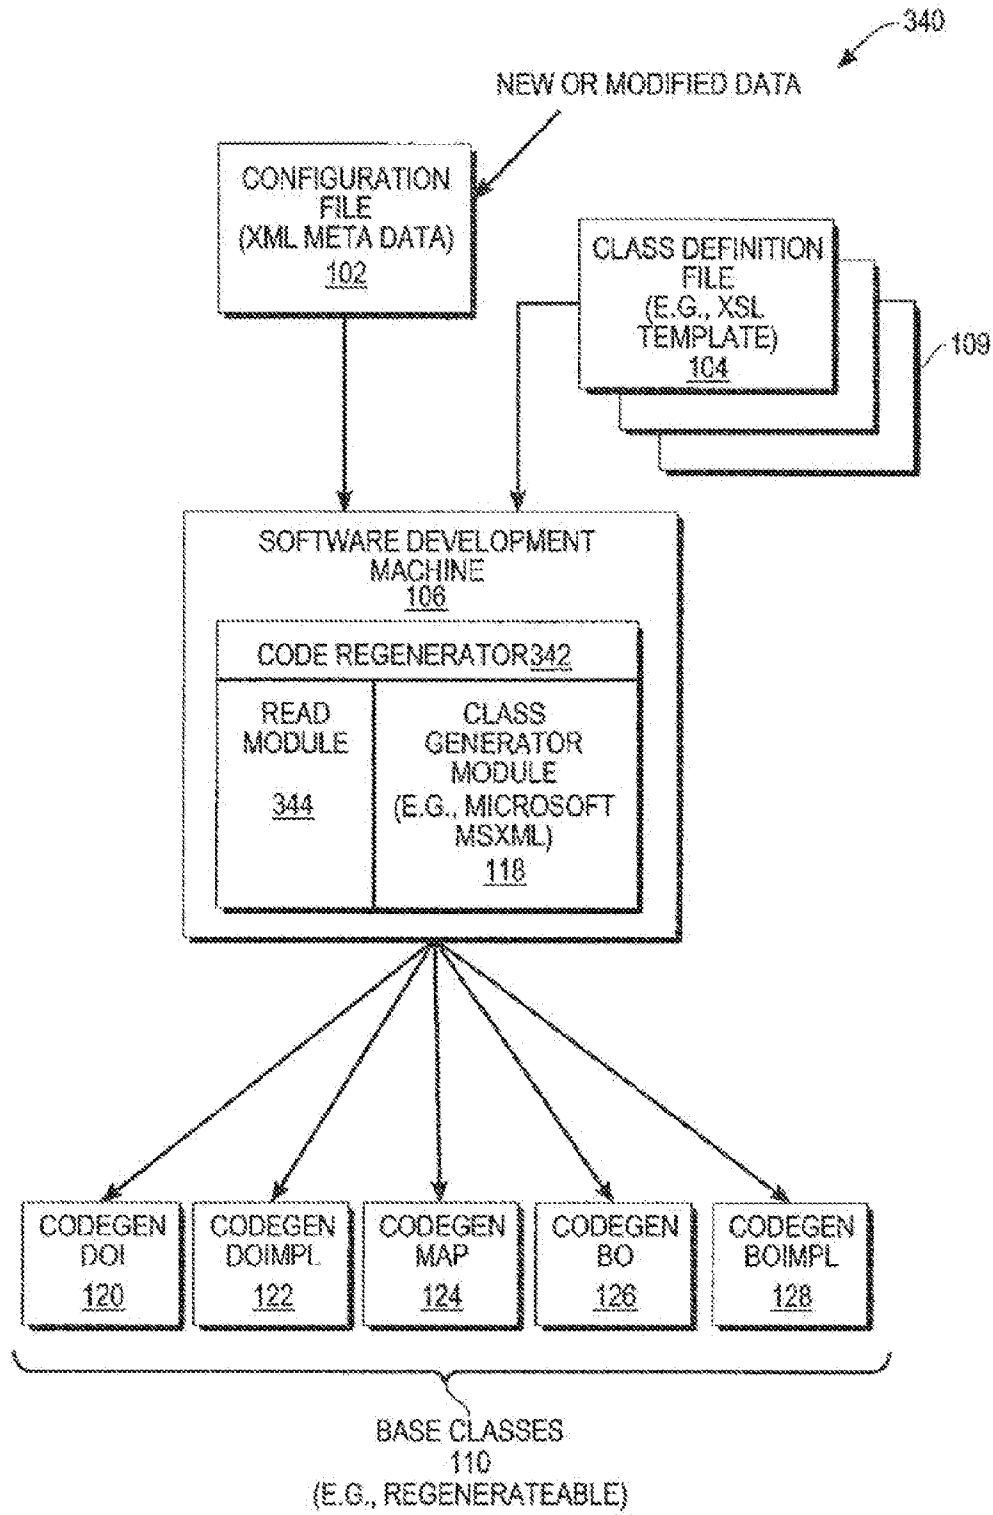 340
NEW OR MODIFIED DATA
CONFIGURATION
FILE
(XML META DATA)
102
CLASS DEFINITION
FILE
(E.G., XSL
TEMPLATE)
104
109
SOFTWARE DEVELOPMENT
MACHINE
106
CODE REGENERATOR 342
READ
MODULE
344
CLASS
GENERATOR
MODULE
(E.G., MICROSOFT
MSXML)
118
CODEGEN
DOI
120
CODEGEN
DOIMPL
122
CODEGEN
MAP
124
CODEGEN
BO
126
CODEGEN
BOIMPL
128
BASE CLASSES
110
(E.G., REGENERATEABLE)